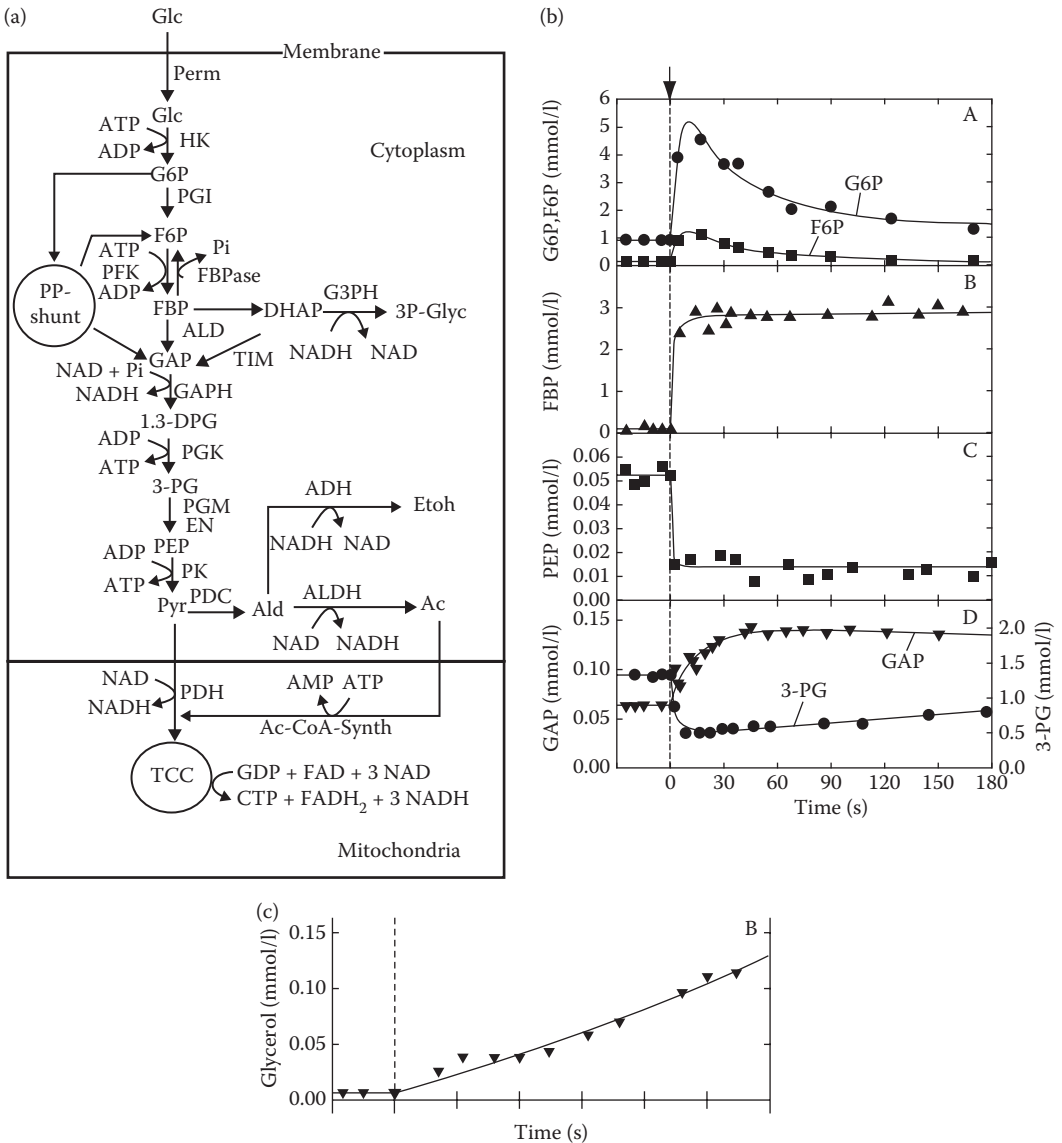 (a)
Glc
Membrane
Perm
Glc
ATP
ADP
HK
Cytoplasm
G6P
PGI
F6P
ATP
PFK
ADP
Pi
FBPase
PP-
shunt
FBP
DHAP
G3PH
3P-Glyc
ALD
NADH NAD
GAP
TIM
NAD + Pi
NADH
GAPH
1.3-DPG
ADP
ATP
PGK
3-PG
PGM
EN
ADH
Etoh
NADH NAD
PEP
ADP
ATP
PK
Pyr
PDC
Ald
ALDH
Ac
NAD NADH
NAD
NADH
PDH
AMP ATP
Ac-CoA-Synth
TCC
GDP + FAD + 3 NAD
CTP + FADH2 + 3 NADH
Mitochondria
(b)
G6P,F6P (mmol/l)
6
5
4
3
2
1
0
A
G6P
F6P
FBP (mmol/l)
3
2
1
0
B
PEP (mmol/l)
0.06
0.05
0.04
0.03
0.02
0.01
0.00
C
GAP (mmol/l)
0.15
0.10
0.05
0.00
D
GAP
3-PG
2.0
1.5
1.0
0.5
0.0
3-PG (mmol/l)
0 30 60 90 120 150 180
Time (s)
(c)
Glycerol (mmol/l)
0.15
0.10
0.05
0.00
B
Time (s)